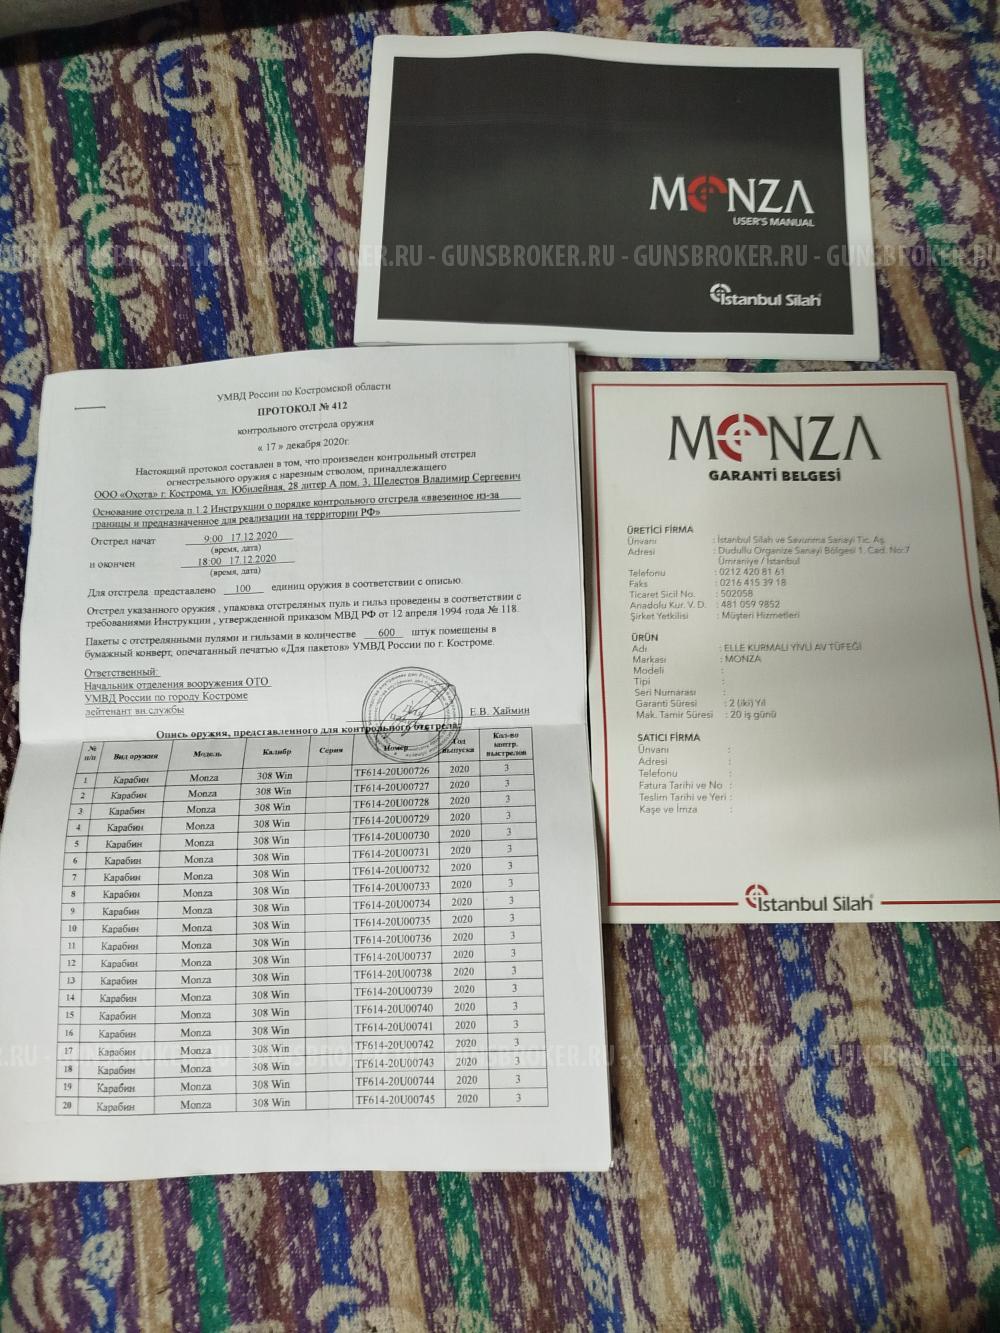 MONZA
USER'S MANUAL
RU - GUNSBROKER.RU - GUNSBROKER.RU - GUNSBROKER.RU
İstanbul Silah
УМВД России по Костромской области
ПРОТОКОЛ № 412
контрольного отстрела оружия
« 17 » декабря 2020г.
Настоящий протокол составлен в том, что произведен контрольный отстрел
огнестрельного оружия с нарезным стволом, принадлежащего
ООО «Охота» г. Кострома, ул. Юбилейная, 28 литер А пом. 3, Шелестов Владимир Сергеевич
Основание отстрела п.1.2 Инструкции о порядке контрольного отстрела «ввезенное из-за
границы и предназначенное для реализации на территории РФ»
Отстрел начат 9:00 17.12.2020
(время, дата)
и окончен 18:00 17.12.2020
(время, дата)
Для отстрела представлено 100 единиц оружия в соответствии с описью.
Отстрел указанного оружия , упаковка отстреляных пуль и гильз проведены в соответствии с
требованиями Инструкции , утвержденной приказом МВД РФ от 12 апреля 1994 года № 118.
Пакеты с отстрелянными пулями и гильзами в количестве 600 штук помещены в
бумажный конверт, опечатанный печатью «Для пакетов» УМВД России по г. Костроме.
Ответственный:
Начальник отделения вооружения ОТО
УМВД России по городу Костроме
лейтенант вн.службы Е.В. Хаймин
Опись оружия, представленного для контрольного отстрела:
№ п/п Вид оружия Модель Калибр Серия Номер Год выпуска Кол-во контр. выстрелов
1 Карабин Monza 308 Win TF614-20U00726 2020 3
2 Карабин Monza 308 Win TF614-20U00727 2020 3
3 Карабин Monza 308 Win TF614-20U00728 2020 3
4 Карабин Monza 308 Win TF614-20U00729 2020 3
5 Карабин Monza 308 Win TF614-20U00730 2020 3
6 Карабин Monza 308 Win TF614-20U00731 2020 3
7 Карабин Monza 308 Win TF614-20U00732 2020 3
8 Карабин Monza 308 Win TF614-20U00733 2020 3
9 Карабин Monza 308 Win TF614-20U00734 2020 3
10 Карабин Monza 308 Win TF614-20U00735 2020 3
11 Карабин Monza 308 Win TF614-20U00736 2020 3
12 Карабин Monza 308 Win TF614-20U00737 2020 3
13 Карабин Monza 308 Win TF614-20U00738 2020 3
14 Карабин Monza 308 Win TF614-20U00739 2020 3
15 Карабин Monza 308 Win TF614-20U00740 2020 3
16 Карабин Monza 308 Win TF614-20U00741 2020 3
17 Карабин Monza 308 Win TF614-20U00742 2020 3
18 Карабин Monza 308 Win TF614-20U00743 2020 3
19 Карабин Monza 308 Win TF614-20U00744 2020 3
20 Карабин Monza 308 Win TF614-20U00745 2020 3
MONZA
GARANTİ BELGESİ
ÜRETİCİ FİRMA
Ünvanı : İstanbul Silah ve Savunma Sanayi Tic. Aş.
Adresi : Dudullu Organize Sanayi Bölgesi 1. Cad. No:7
Ümraniye / İstanbul
Telefonu : 0212 420 81 61
Faks : 0216 415 39 18
Ticaret Sicil No. : 502058
Anadolu Kur. V. D. : 481 059 9852
Şirket Yetkilisi : Müşteri Hizmetleri
ÜRÜN
Adı : ELLE KURMALI YİVLİ AV TÜFEĞİ
Markası : MONZA
Modeli :
Tipi :
Seri Numarası :
Garanti Süresi : 2 (iki) Yıl
Mak. Tamir Süresi : 20 iş günü
SATICI FİRMA
Ünvanı :
Adresi :
Telefonu :
Fatura Tarihi ve No :
Teslim Tarihi ve Yeri :
Kaşe ve İmza :
İstanbul Silah
RU - GUNSBROKER.RU - GUNSBROKER.RU - GUNSBROKER.RU